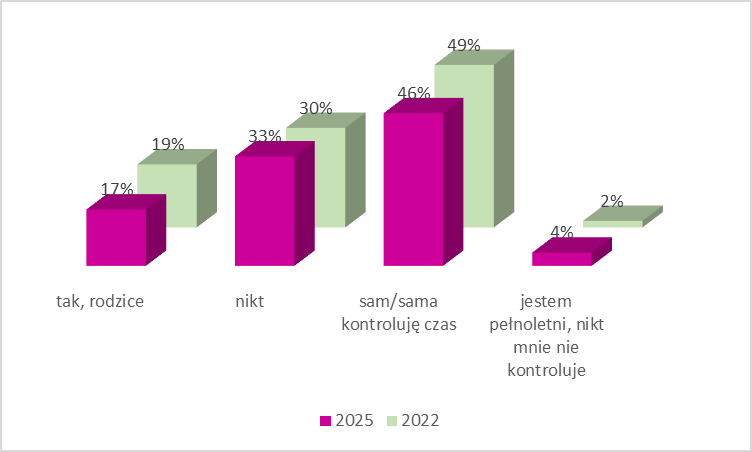 49%
46%
30%
33%
19%
17%
2%
4%
tak, rodzice
nikt
sam/sama
kontroluję czas
jestem
pełnoletni, nikt
mnie nie
kontroluje
2025
2022